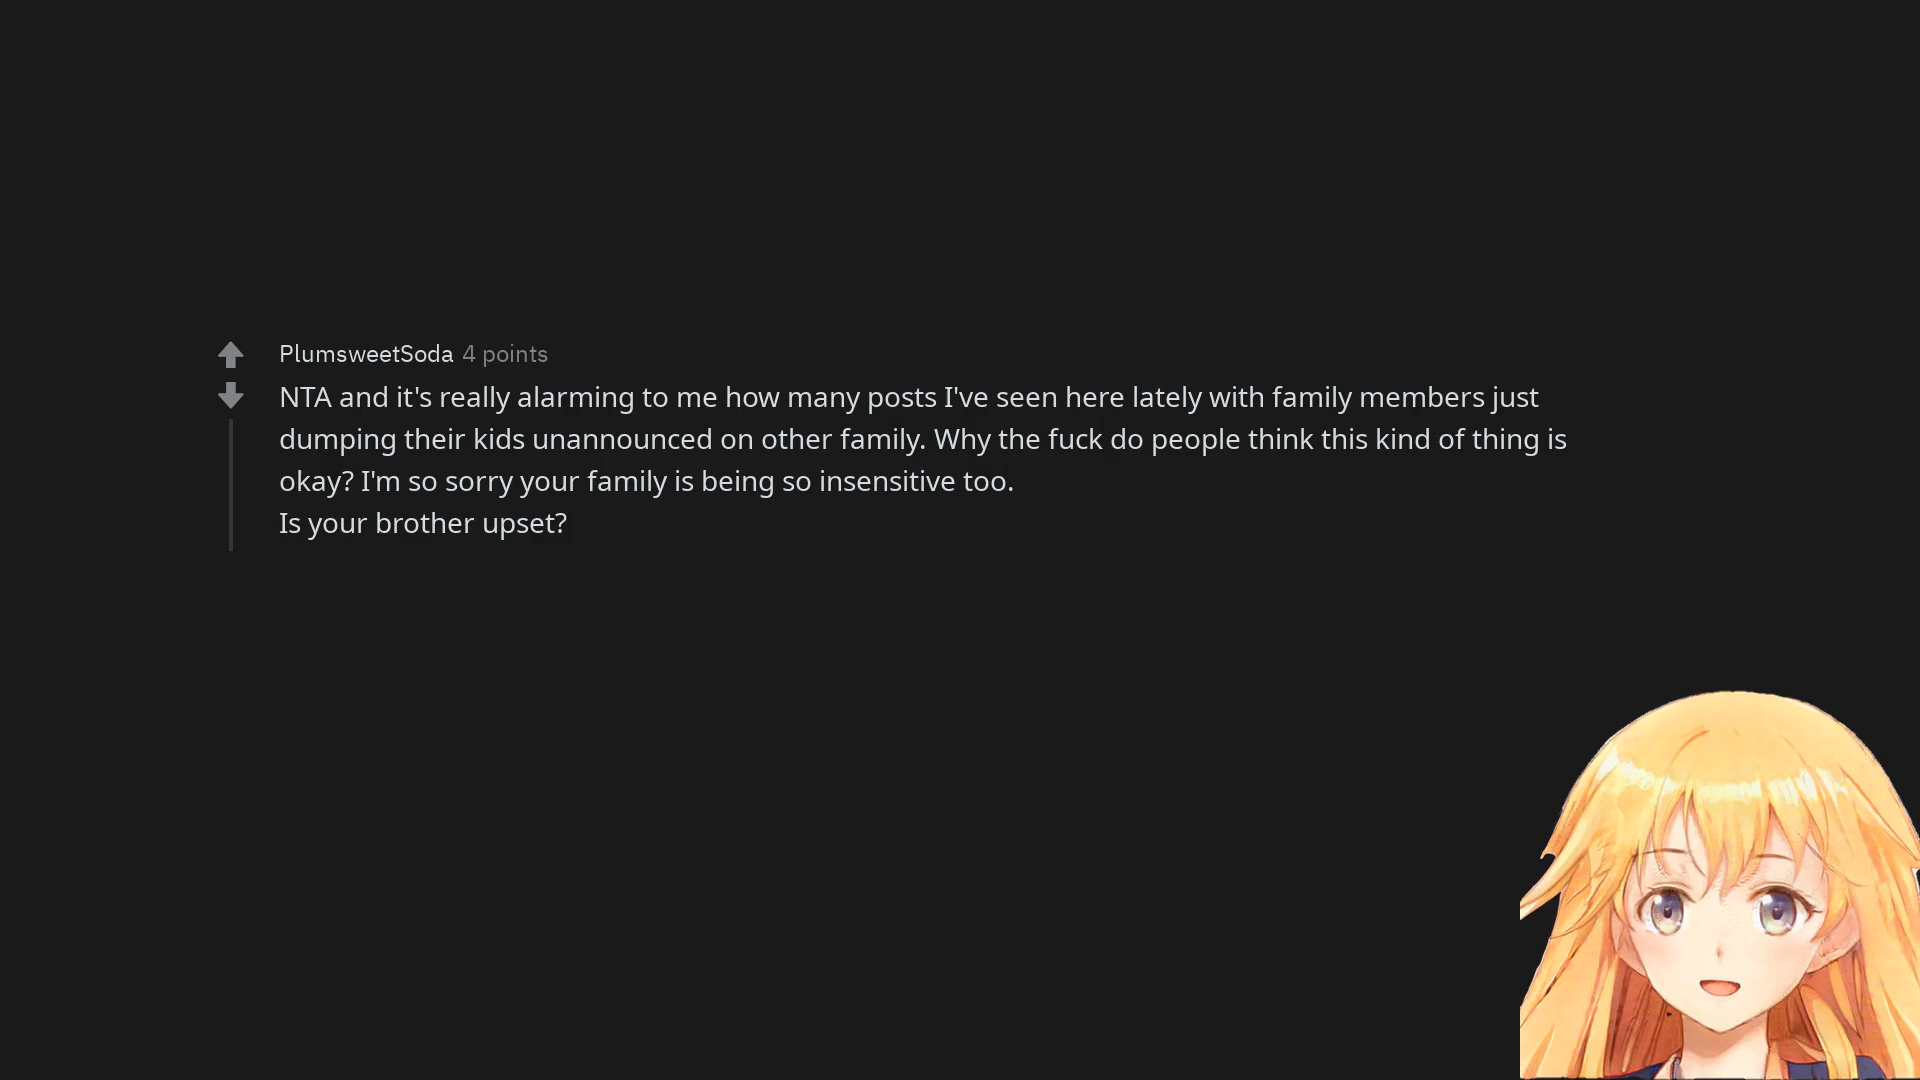 PlumsweetSoda 4 points
NTA and it's really alarming to me how many posts I've seen here lately with family members just
dumping their kids unannounced on other family. Why the fuck do people think this kind of thing is
okay? I'm so sorry your family is being so insensitive too.
Is your brother upset?